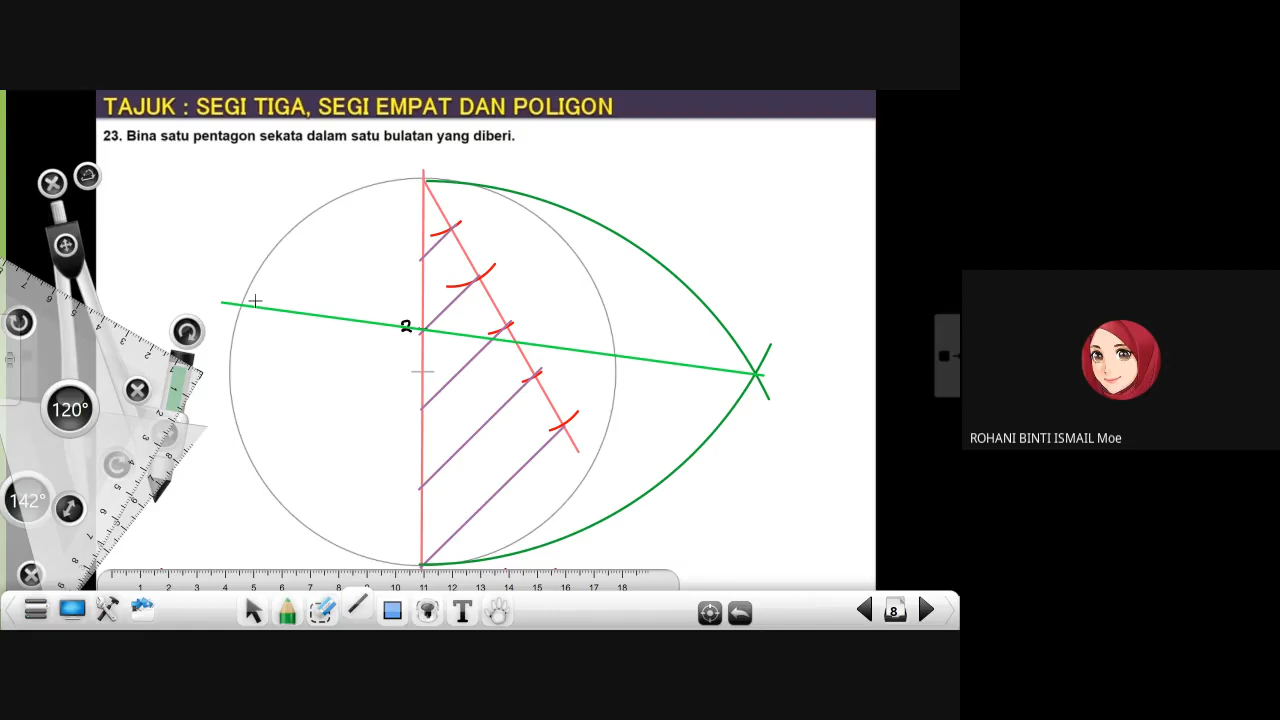 TAJUK : SEGI TIGA, SEGI EMPAT DAN POLIGON
23. Bina satu pentagon sekata dalam satu bulatan yang diberi.
2
120°
142°
1 2 3 4 5 6 7 8 9 10 11 12 13 14 15 16 17 18
T
8
ROHANI BINTI ISMAIL Moe